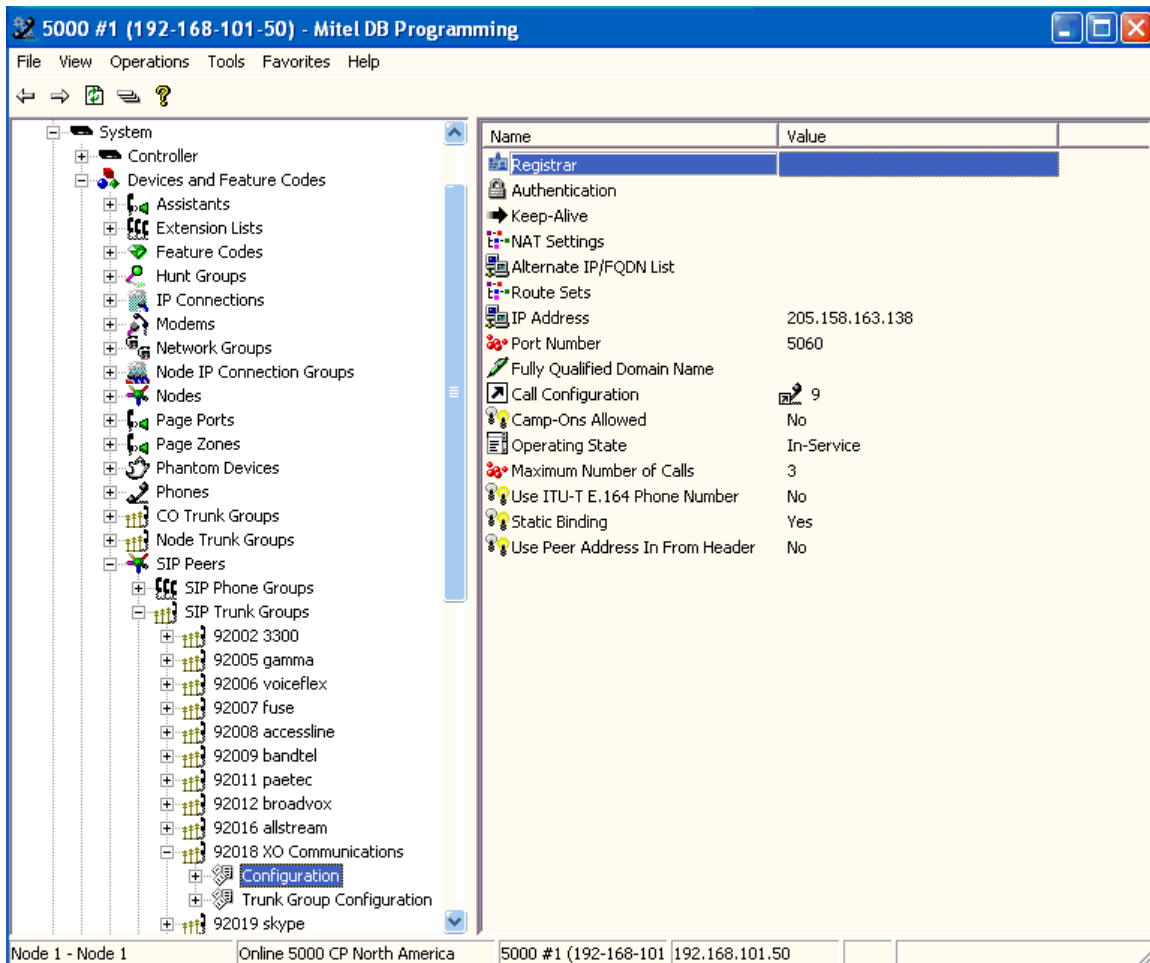 5000 #1 (192-168-101-50) - Mitel DB Programming
File View Operations Tools Favorites Help
System
Controller
Devices and Feature Codes
Assistants
Extension Lists
Feature Codes
Hunt Groups
IP Connections
Modems
Network Groups
Node IP Connection Groups
Nodes
Page Ports
Page Zones
Phantom Devices
Phones
CO Trunk Groups
Node Trunk Groups
SIP Peers
SIP Phone Groups
SIP Trunk Groups
92002 3300
92005 gamma
92006 voiceflex
92007 fuse
92008 accessline
92009 bandtel
92011 paetec
92012 broadvox
92016 allstream
92018 XO Communications
Configuration
Trunk Group Configuration
92019 skype
Name Value
Registrar
Authentication
Keep-Alive
NAT Settings
Alternate IP/FQDN List
Route Sets
IP Address 205.158.163.138
Port Number 5060
Fully Qualified Domain Name
Call Configuration 9
Camp-Ons Allowed No
Operating State In-Service
Maximum Number of Calls 3
Use ITU-T E.164 Phone Number No
Static Binding Yes
Use Peer Address In From Header No
Node 1 - Node 1 Online 5000 CP North America 5000 #1 (192-168-101 192.168.101.50